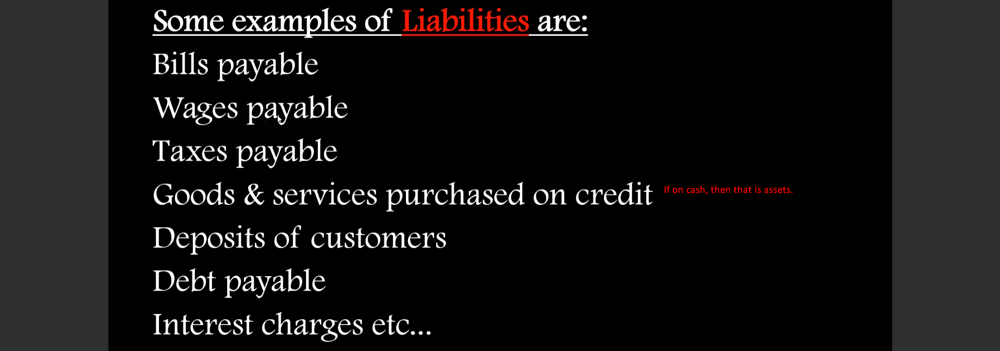 Some examples of Liabilities are:
Bills payable
Wages payable
Taxes payable
Goods & services purchased on credit If on cash, then that is assets.
Deposits of customers
Debt payable
Interest charges etc...